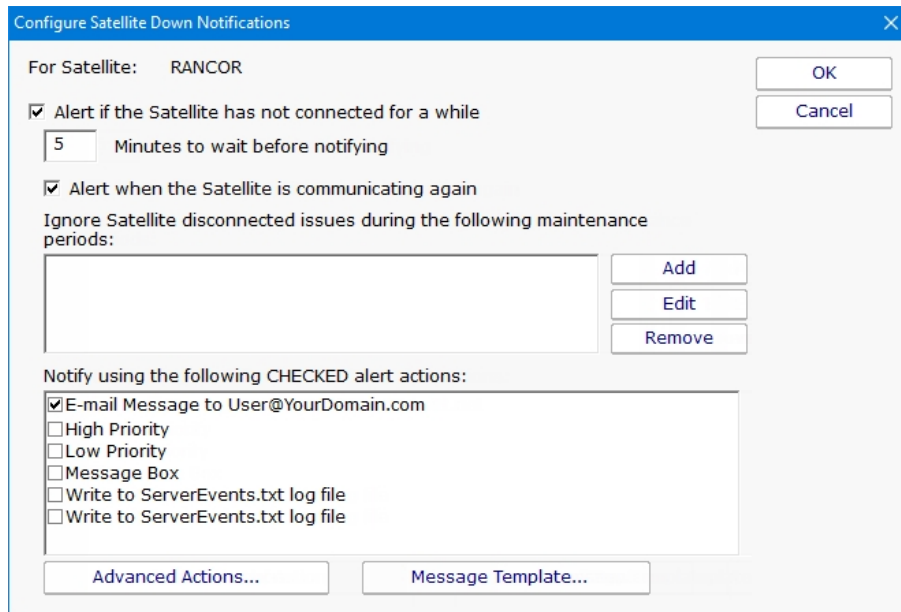 Configure Satellite Down Notifications
For Satellite: RANCOR
OK
Cancel
Alert if the Satellite has not connected for a while
5 Minutes to wait before notifying
Alert when the Satellite is communicating again
Ignore Satellite disconnected issues during the following maintenance
periods:
Add
Edit
Remove
Notify using the following CHECKED alert actions:
E-mail Message to User@YourDomain.com
High Priority
Low Priority
Message Box
Write to ServerEvents.txt log file
Write to ServerEvents.txt log file
Advanced Actions... Message Template...